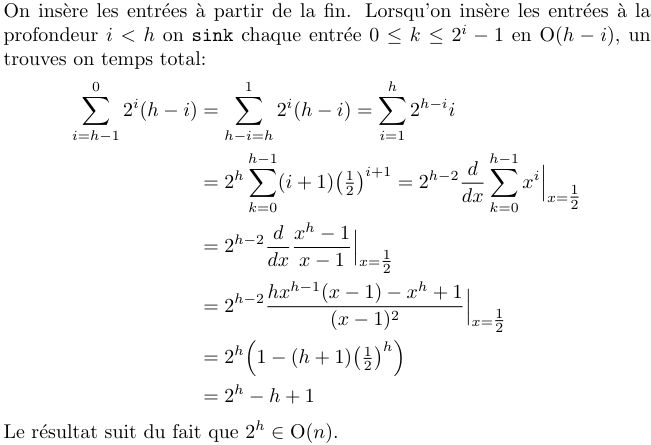 On insère les entrées à partir de la fin. Lorsqu'on insère les entrées à la
profondeur $i < h$ on sink chaque entrée $0 \leq k \leq 2^i - 1$ en $\mathrm{O}(h-i)$, un
trouves on temps total:
$\sum_{i=h-1}^{0} 2^i(h-i) = \sum_{h-i=h}^{1} 2^i(h-i) = \sum_{i=1}^{h} 2^{h-i}i$
$= 2^h \sum_{k=0}^{h-1} (i+1)\left(\frac{1}{2}\right)^{i+1} = 2^{h-2} \frac{d}{dx} \sum_{k=0}^{h-1} x^i \Big|_{x=\frac{1}{2}}$
$= 2^{h-2} \frac{d}{dx} \frac{x^h-1}{x-1} \Big|_{x=\frac{1}{2}}$
$= 2^{h-2} \frac{hx^{h-1}(x-1)-x^h+1}{(x-1)^2} \Big|_{x=\frac{1}{2}}$
$= 2^h \left(1-(h+1)\left(\frac{1}{2}\right)^h\right)$
$= 2^h - h + 1$
Le résultat suit du fait que $2^h \in \mathrm{O}(n)$.